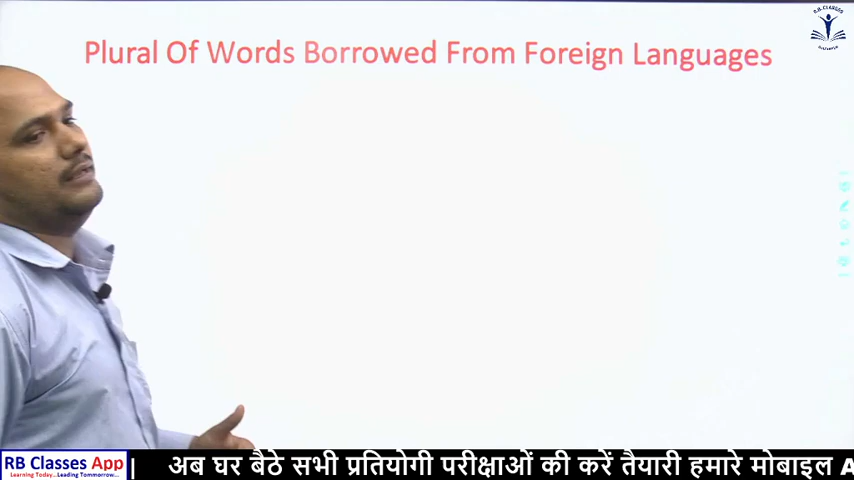 R.B.CLASSES
Plural Of Words Borrowed From Foreign Languages
RB Classes App
Learning Today...Leading Tommorrow...
अब घर बैठे सभी प्रतियोगी परीक्षाओं की करें तैयारी हमारे मोबाइल A